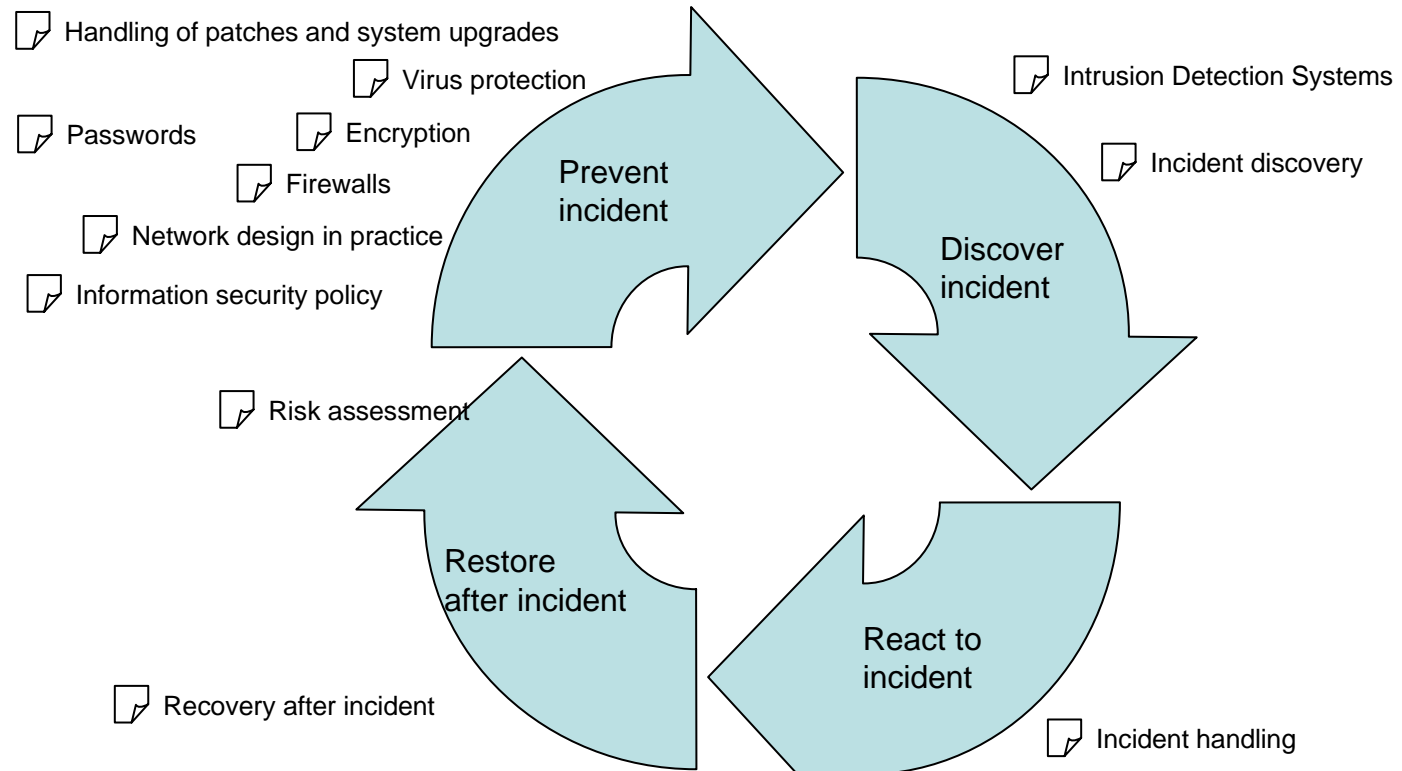 Handling of patches and system upgrades
Virus protection
Intrusion Detection Systems
Passwords
Encryption
Incident discovery
Firewalls
Prevent
incident
Network design in practice
Discover
incident
Information security policy
Risk assessment
Restore
after incident
React to
incident
Recovery after incident
Incident handling